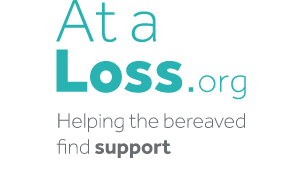 At a
Loss.org
Helping the bereaved
find support